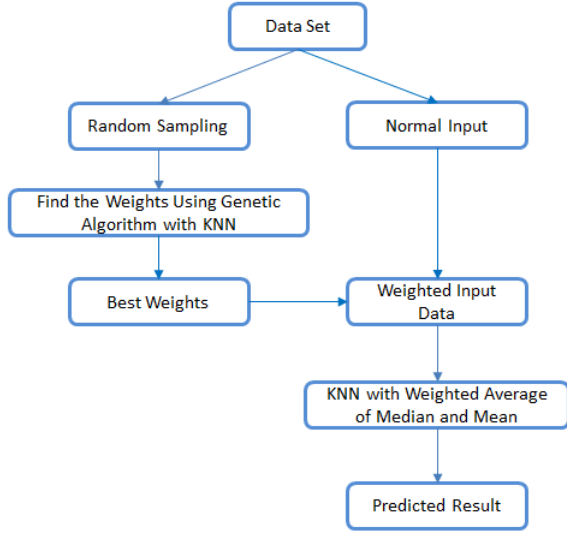 Data Set
Random Sampling
Normal Input
Find the Weights Using Genetic
Algorithm with KNN
Best Weights
Weighted Input
Data
KNN with Weighted Average
of Median and Mean
Predicted Result